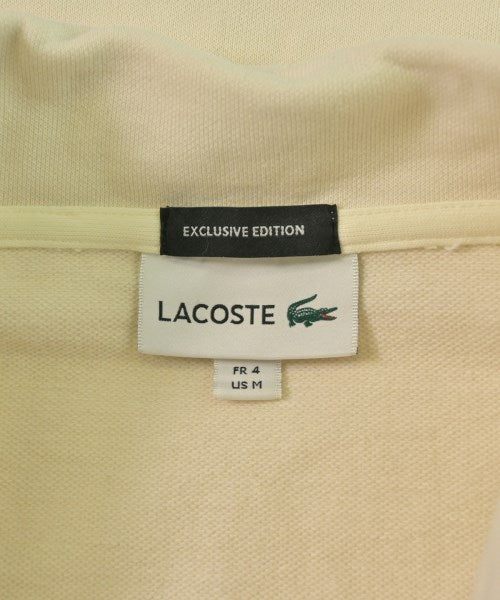 EXCLUSIVE EDITION
LACOSTE
FR 4
US M